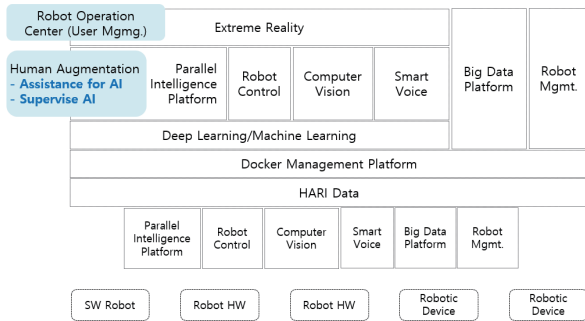 Robot Operation
Center (User Mgmt.)
Extreme Reality
Human Augmentation
- Assistance for AI
- Supervise AI
Parallel
Intelligence
Platform
Robot
Control
Computer
Vision
Smart
Voice
Big Data
Platform
Robot
Mgmt.
Deep Learning/Machine Learning
Docker Management Platform
HARI Data
Parallel
Intelligence
Platform
Robot
Control
Computer
Vision
Smart
Voice
Big Data
Platform
Robot
Mgmt.
SW Robot
Robot HW
Robot HW
Robotic
Device
Robotic
Device